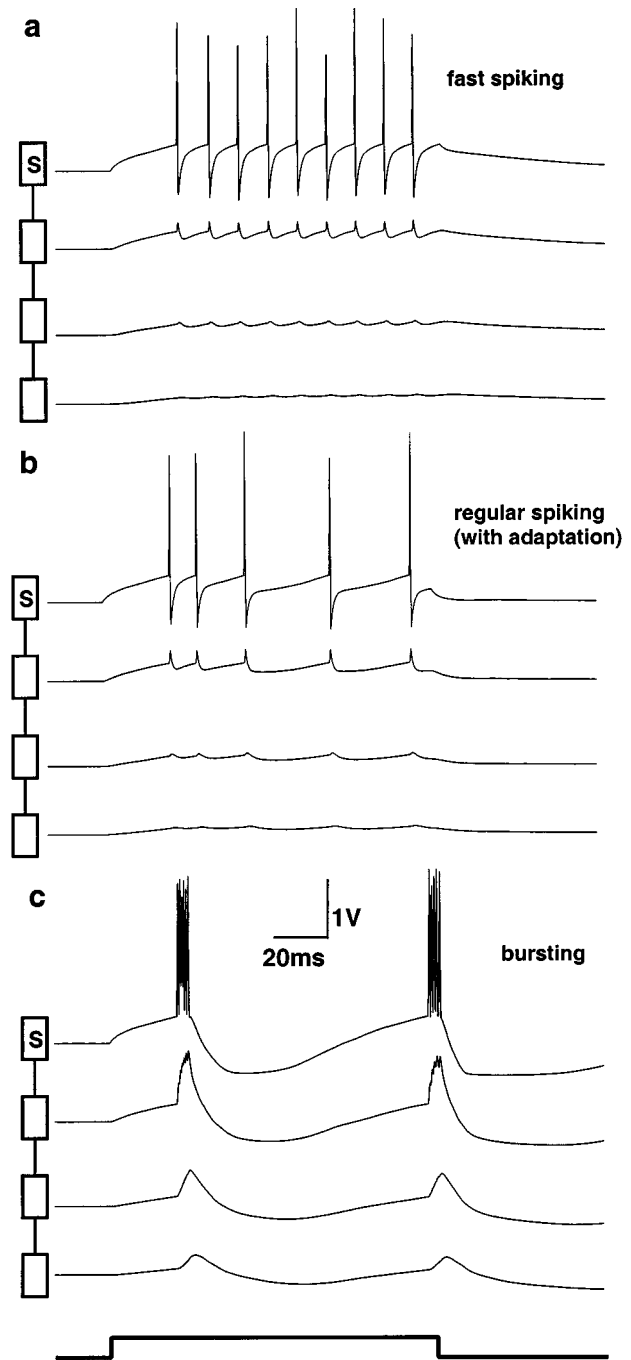 a
fast spiking
S
b
regular spiking
(with adaptation)
S
c
1V
20ms
bursting
S